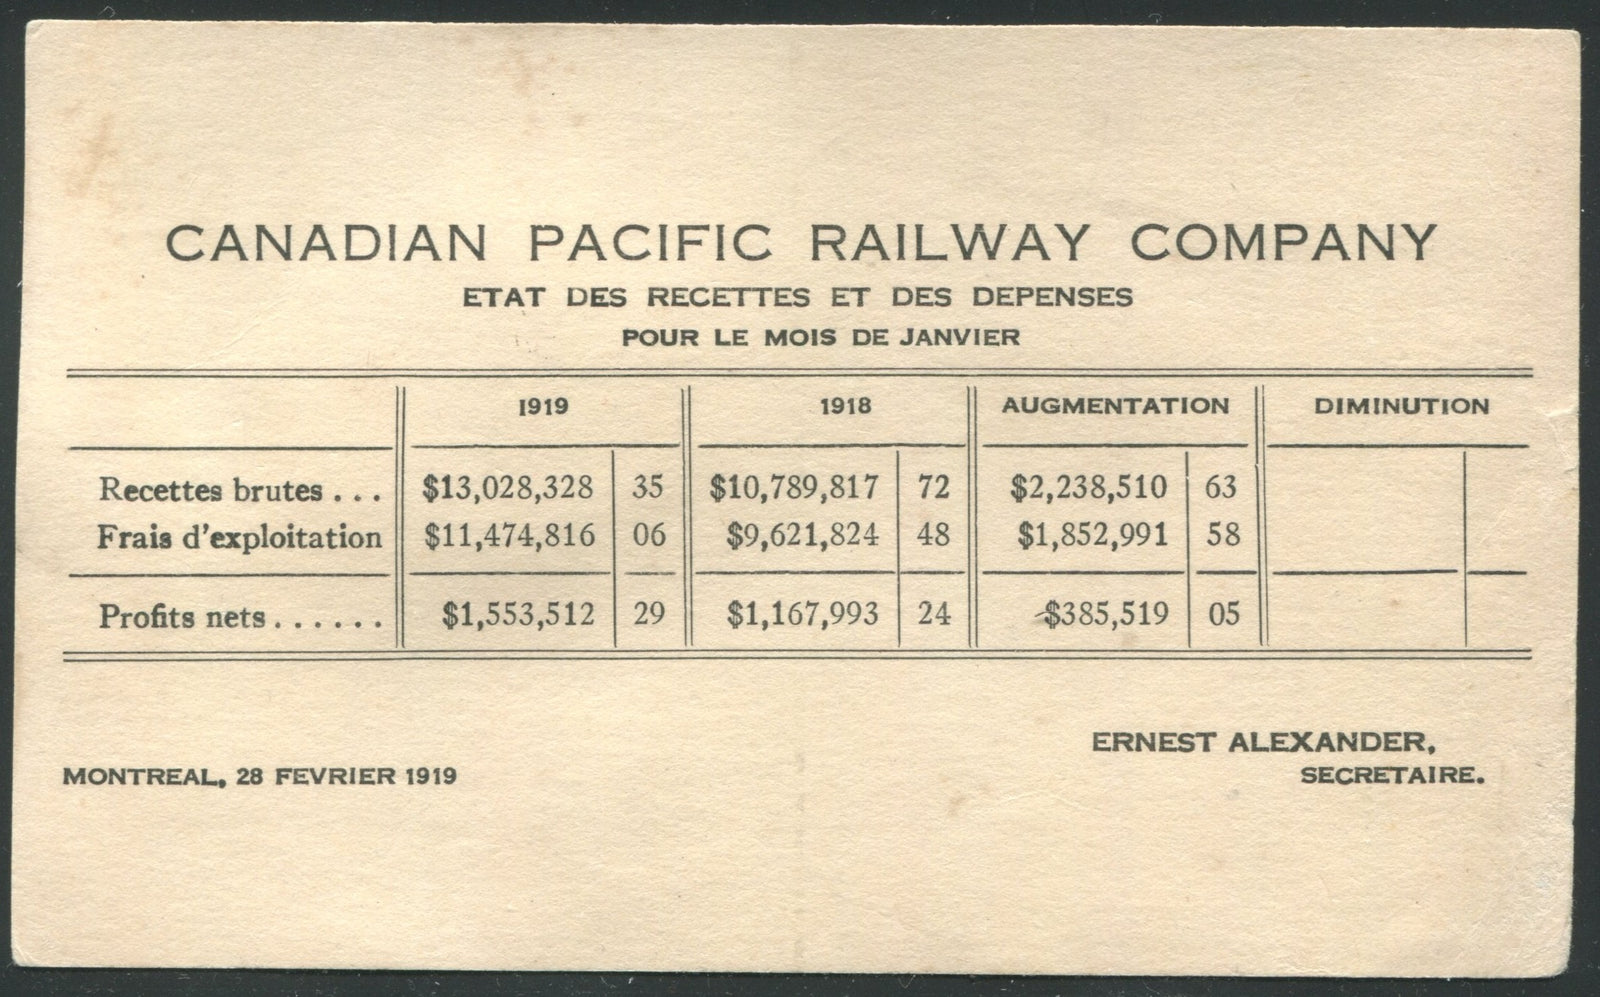 CANADIAN PACIFIC RAILWAY COMPANY
ETAT DES RECETTES ET DES DEPENSES
POUR LE MOIS DE JANVIER
1919 1918 AUGMENTATION DIMINUTION
Recettes brutes . . . $13,028,328 35 $10,789,817 72 $2,238,510 63
Frais d'exploitation $11,474,816 06 $9,621,824 48 $1,852,991 58
Profits nets . . . . . . $1,553,512 29 $1,167,993 24 $385,519 05
ERNEST ALEXANDER,
MONTREAL, 28 FEVRIER 1919 SECRETAIRE.